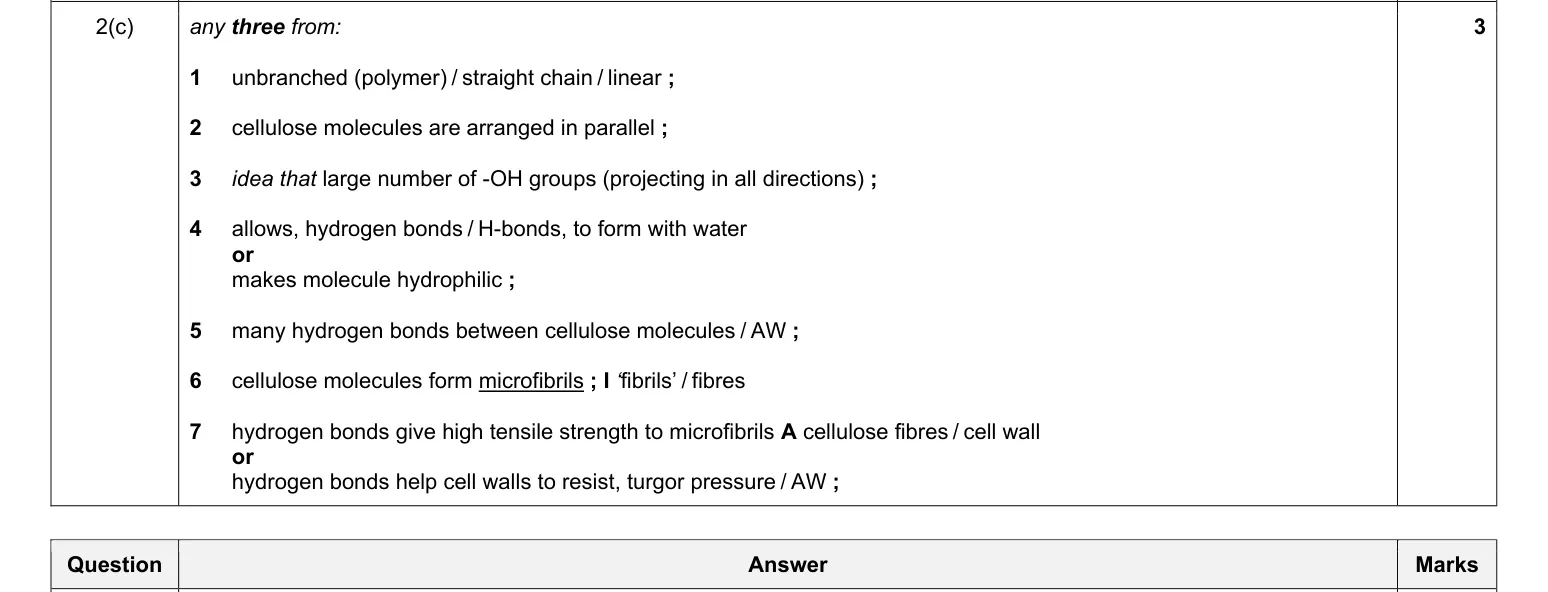 2(c) any three from: 3
1 unbranched (polymer) / straight chain / linear ;
2 cellulose molecules are arranged in parallel ;
3 idea that large number of -OH groups (projecting in all directions) ;
4 allows, hydrogen bonds / H-bonds, to form with water
or
makes molecule hydrophilic ;
5 many hydrogen bonds between cellulose molecules / AW ;
6 cellulose molecules form microfibrils ; I ‘fibrils’ / fibres
7 hydrogen bonds give high tensile strength to microfibrils A cellulose fibres / cell wall
or
hydrogen bonds help cell walls to resist, turgor pressure / AW ;
Question Answer Marks